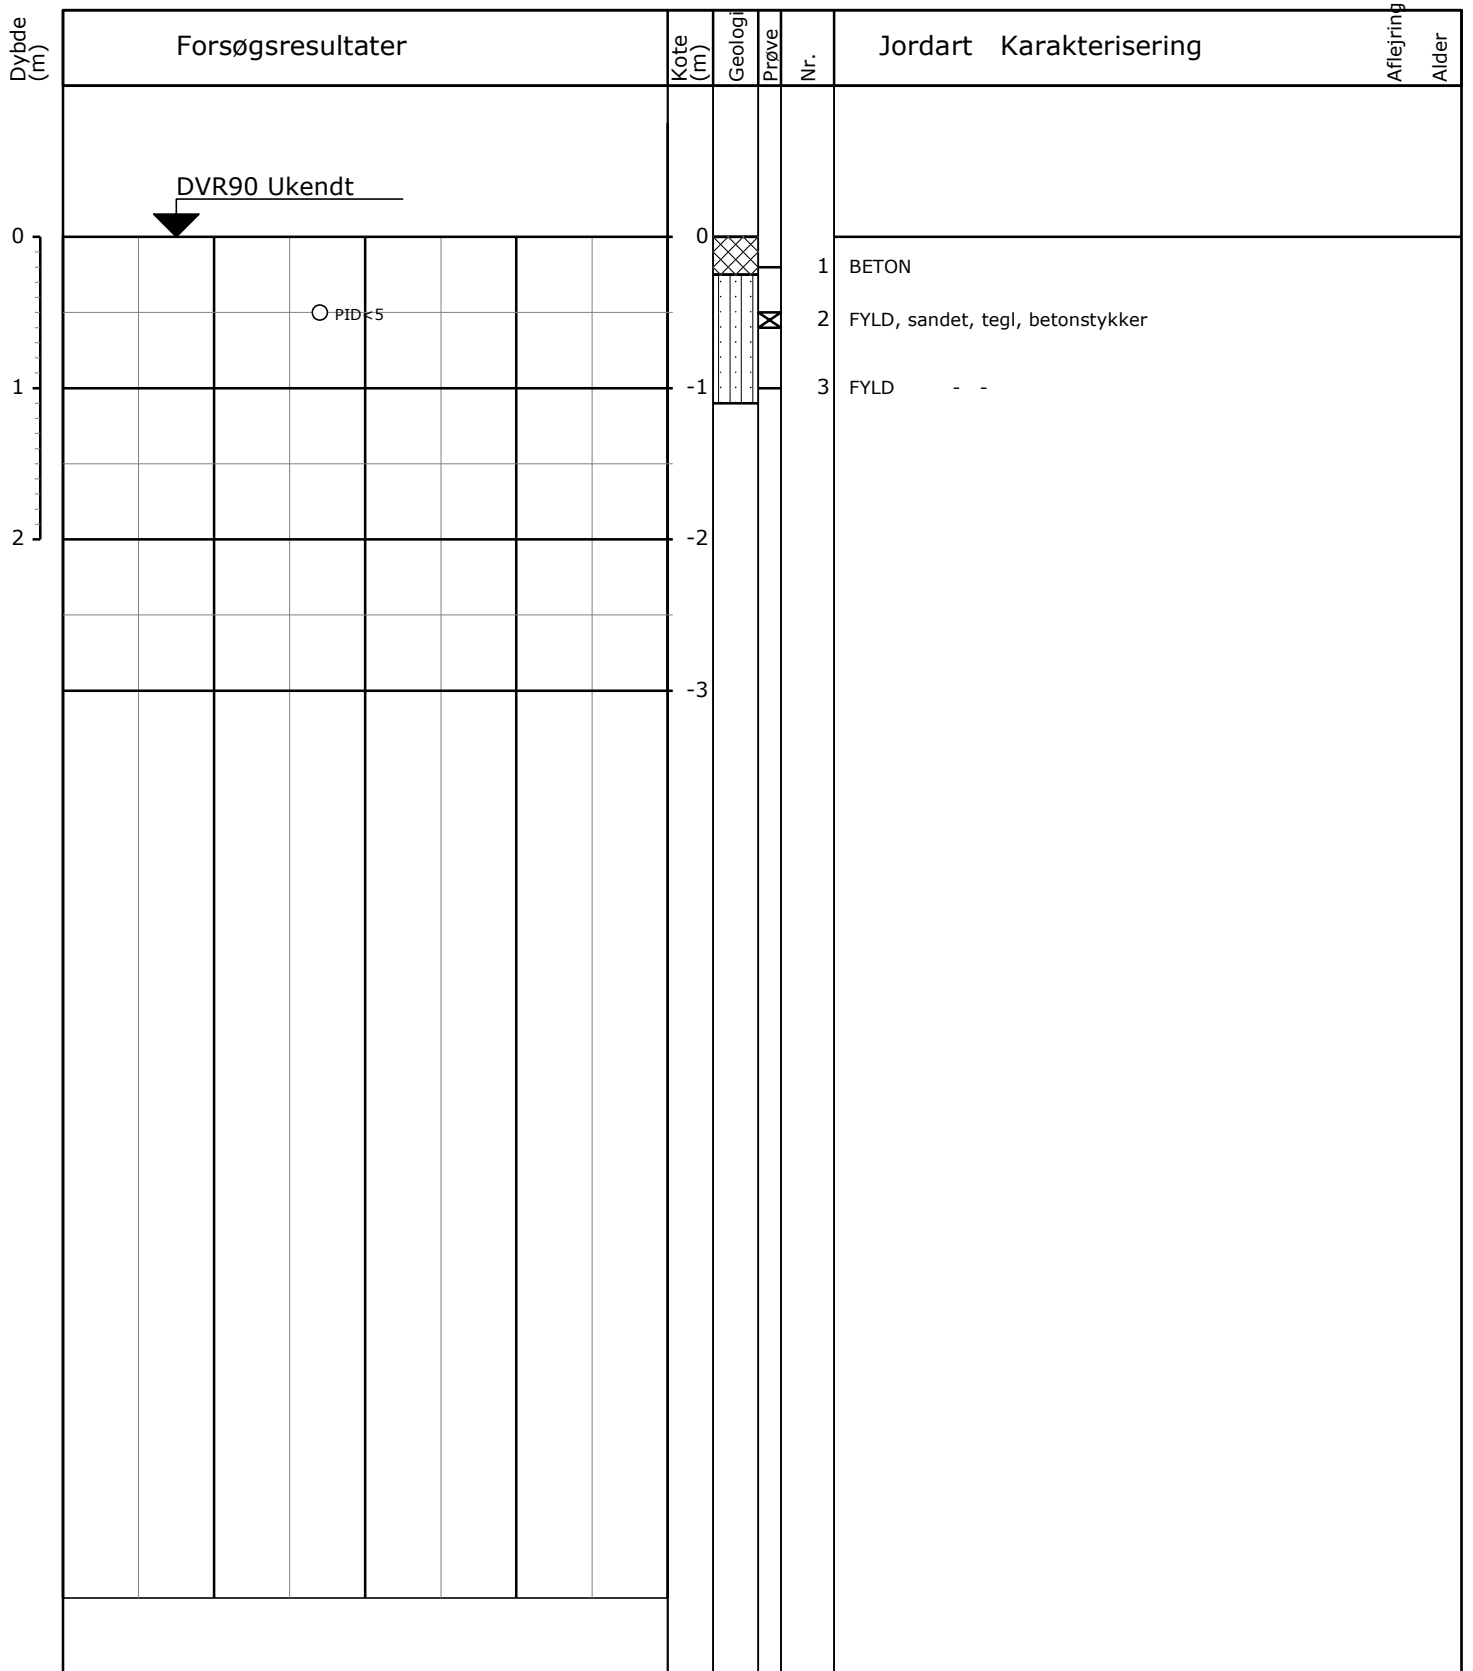 Dybde (m)
Forsøgsresultater
Kote (m)
Geologi
Prøve
Nr.
Jordart Karakterisering
Aflejring
Alder
DVR90 Ukendt
0 0
1 BETON
PID<5
2 FYLD, sandet, tegl, betonstykker
1 -1 3 FYLD - -
2 -2
-3